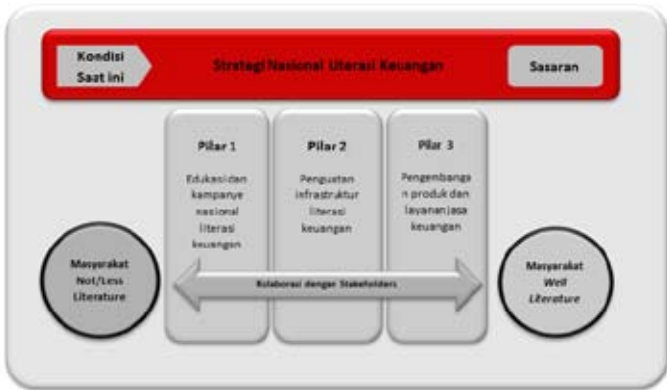 Kondisi
Saat ini
Strategi Nasional Literasi Keuangan
Sasaran
Pilar 1
Edukasi dan
kampanye
nasional
literasi
keuangan
Pilar 2
Penguatan
infrastruktur
literasi
keuangan
Pilar 3
Pengembanga
n produk dan
layanan jasa
keuangan
Masyarakat
Not/Less
Literature
Kolaborasi dengan Stakeholders
Masyarakat
Well
Literature